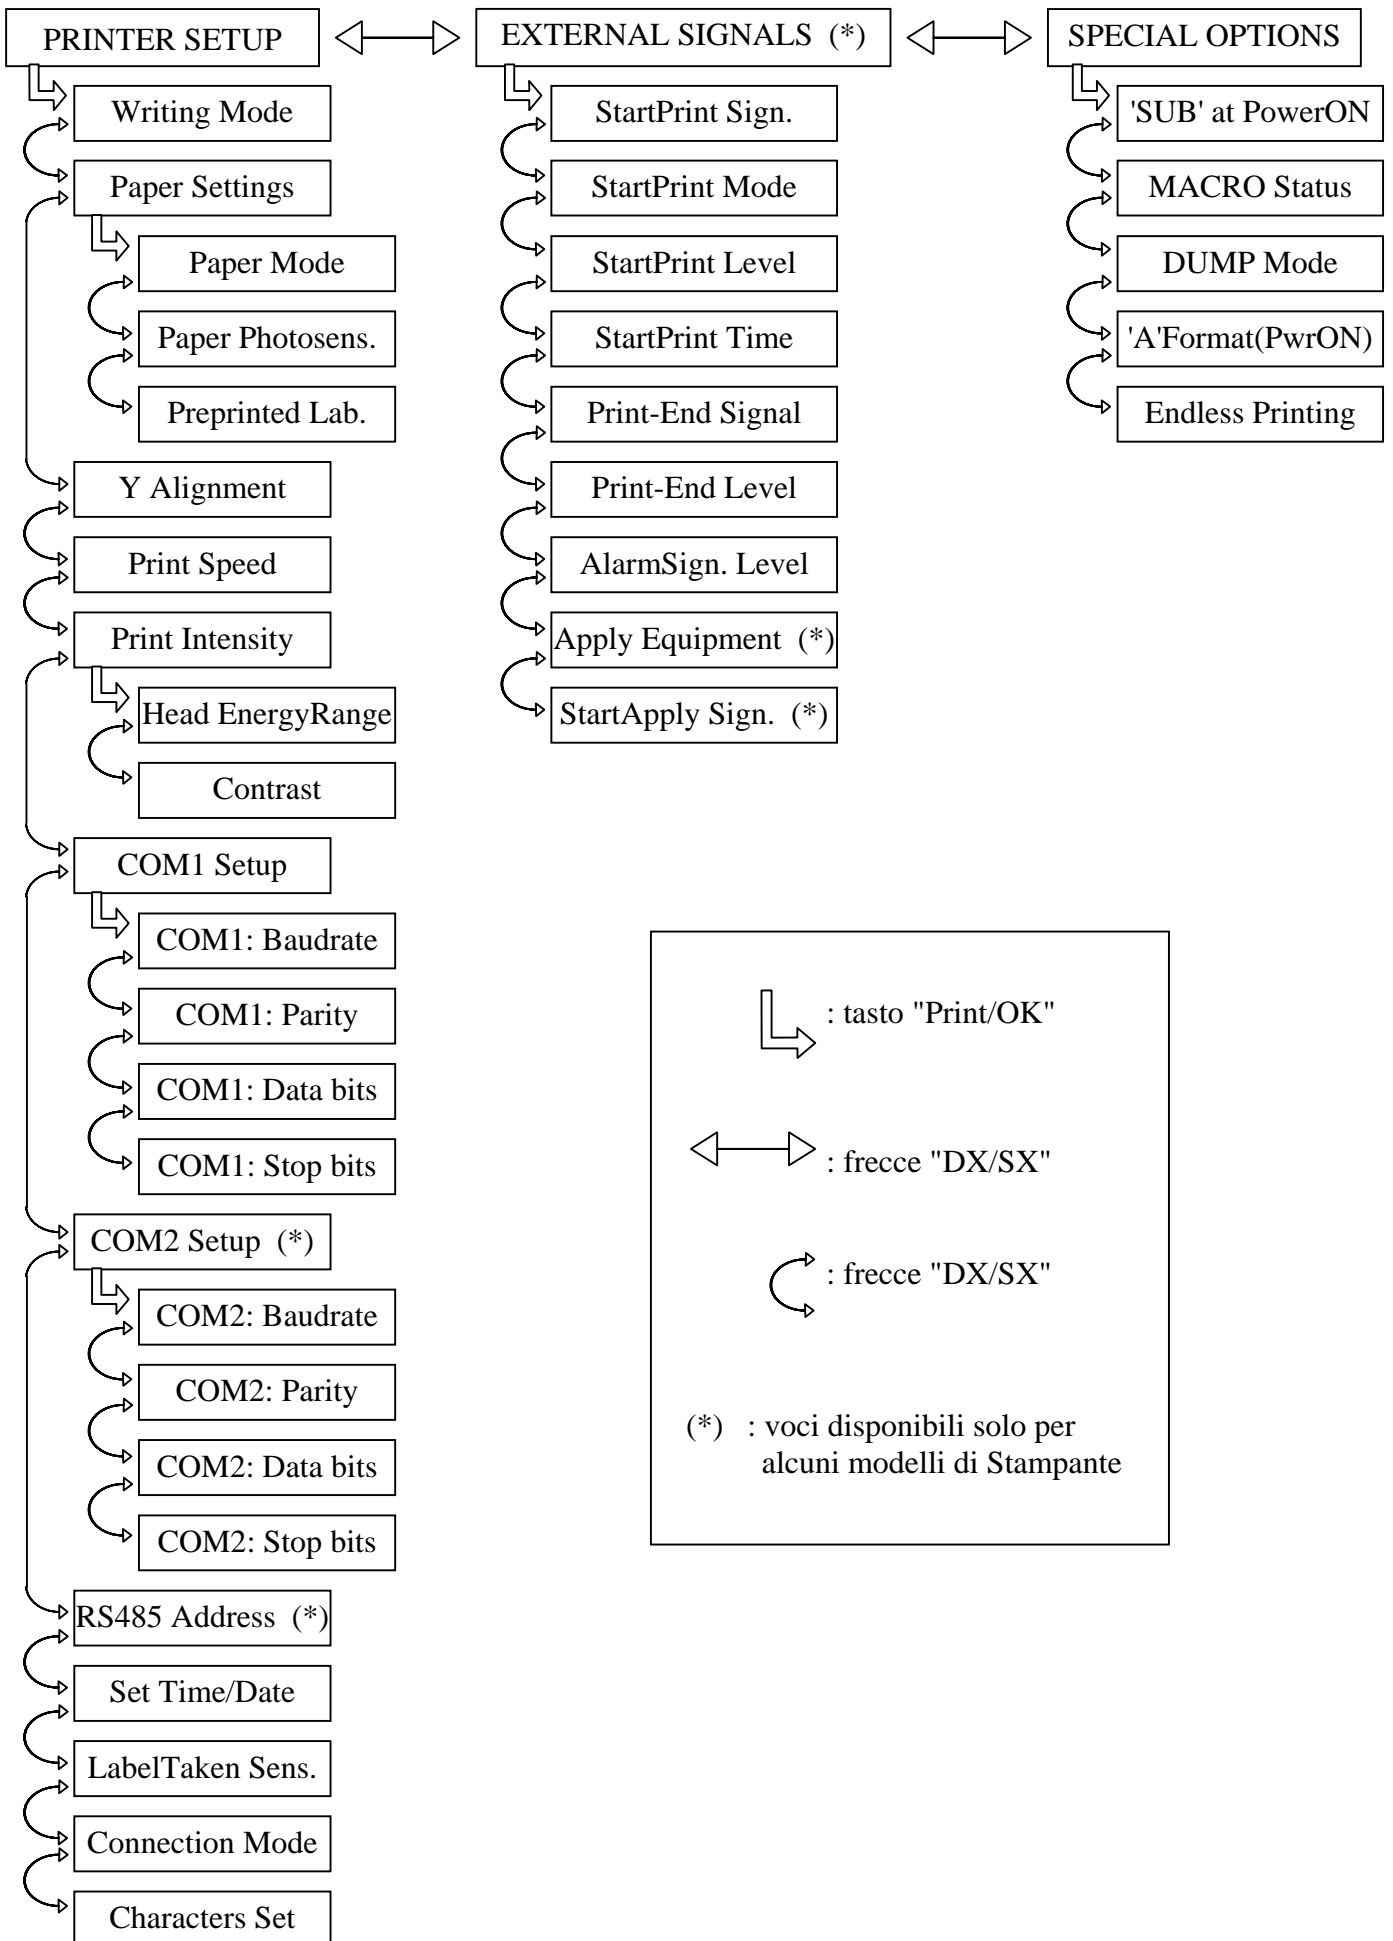 PRINTER SETUP
Writing Mode
Paper Settings
Paper Mode
Paper Photosens.
Preprinted Lab.
Y Alignment
Print Speed
Print Intensity
Head EnergyRange
Contrast
COM1 Setup
COM1: Baudrate
COM1: Parity
COM1: Data bits
COM1: Stop bits
COM2 Setup (*)
COM2: Baudrate
COM2: Parity
COM2: Data bits
COM2: Stop bits
RS485 Address (*)
Set Time/Date
LabelTaken Sens.
Connection Mode
Characters Set
EXTERNAL SIGNALS (*)
StartPrint Sign.
StartPrint Mode
StartPrint Level
StartPrint Time
Print-End Signal
Print-End Level
AlarmSign. Level
Apply Equipment (*)
StartApply Sign. (*)
SPECIAL OPTIONS
'SUB' at PowerON
MACRO Status
DUMP Mode
'A'Format(PwrON)
Endless Printing
: tasto "Print/OK"
: frecce "DX/SX"
: frecce "DX/SX"
(*) : voci disponibili solo per
alcuni modelli di Stampante